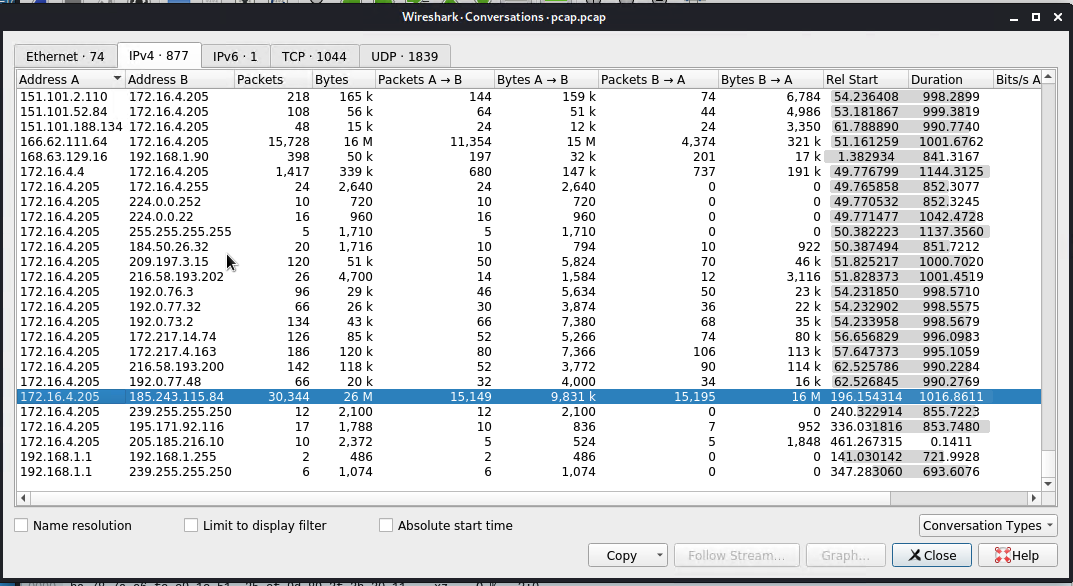 Wireshark · Conversations · pcap.pcap
Ethernet · 74 IPv4 · 877 IPv6 · 1 TCP · 1044 UDP · 1839
Address A Address B Packets Bytes Packets A → B Bytes A → B Packets B → A Bytes B → A Rel Start Duration Bits/s A
151.101.2.110 172.16.4.205 218 165 k 144 159 k 74 6,784 54.236408 998.2899
151.101.52.84 172.16.4.205 108 56 k 64 51 k 44 4,986 53.181867 999.3819
151.101.188.134 172.16.4.205 48 15 k 24 12 k 24 3,350 61.788890 990.7740
166.62.111.64 172.16.4.205 15,728 16 M 11,354 15 M 4,374 321 k 51.161259 1001.6762
168.63.129.16 192.168.1.90 398 50 k 197 32 k 201 17 k 1.382934 841.3167
172.16.4.4 172.16.4.205 1,417 339 k 680 147 k 737 191 k 49.776799 1144.3125
172.16.4.205 172.16.4.255 24 2,640 24 2,640 0 0 49.765858 852.3077
172.16.4.205 224.0.0.252 10 720 10 720 0 0 49.770532 852.3245
172.16.4.205 224.0.0.22 16 960 16 960 0 0 49.771477 1042.4728
172.16.4.205 255.255.255.255 5 1,710 5 1,710 0 0 50.382223 1137.3560
172.16.4.205 184.50.26.32 20 1,716 10 794 10 922 50.387494 851.7212
172.16.4.205 209.197.3.15 120 51 k 50 5,824 70 46 k 51.825217 1000.7020
172.16.4.205 216.58.193.202 26 4,700 14 1,584 12 3,116 51.828373 1001.4519
172.16.4.205 192.0.76.3 96 29 k 46 5,634 50 23 k 54.231850 998.5710
172.16.4.205 192.0.77.32 66 26 k 30 3,874 36 22 k 54.232902 998.5575
172.16.4.205 192.0.73.2 134 43 k 66 7,380 68 35 k 54.233958 998.5679
172.16.4.205 172.217.14.74 126 85 k 52 5,266 74 80 k 56.656829 996.0983
172.16.4.205 172.217.4.163 186 120 k 80 7,366 106 113 k 57.647373 995.1059
172.16.4.205 216.58.193.200 142 118 k 52 3,772 90 114 k 62.525786 990.2284
172.16.4.205 192.0.77.48 66 20 k 32 4,000 34 16 k 62.526845 990.2769
172.16.4.205 185.243.115.84 30,344 26 M 15,149 9,831 k 15,195 16 M 196.154314 1016.8611
172.16.4.205 239.255.255.250 12 2,100 12 2,100 0 0 240.322914 855.7223
172.16.4.205 195.171.92.116 17 1,788 10 836 7 952 336.031816 853.7480
172.16.4.205 205.185.216.10 10 2,372 5 524 5 1,848 461.267315 0.1411
192.168.1.1 192.168.1.255 2 486 2 486 0 0 141.030142 721.9928
192.168.1.1 239.255.255.250 6 1,074 6 1,074 0 0 347.283060 693.6076
Name resolution Limit to display filter Absolute start time Conversation Types
Copy Follow Stream... Graph... Close Help